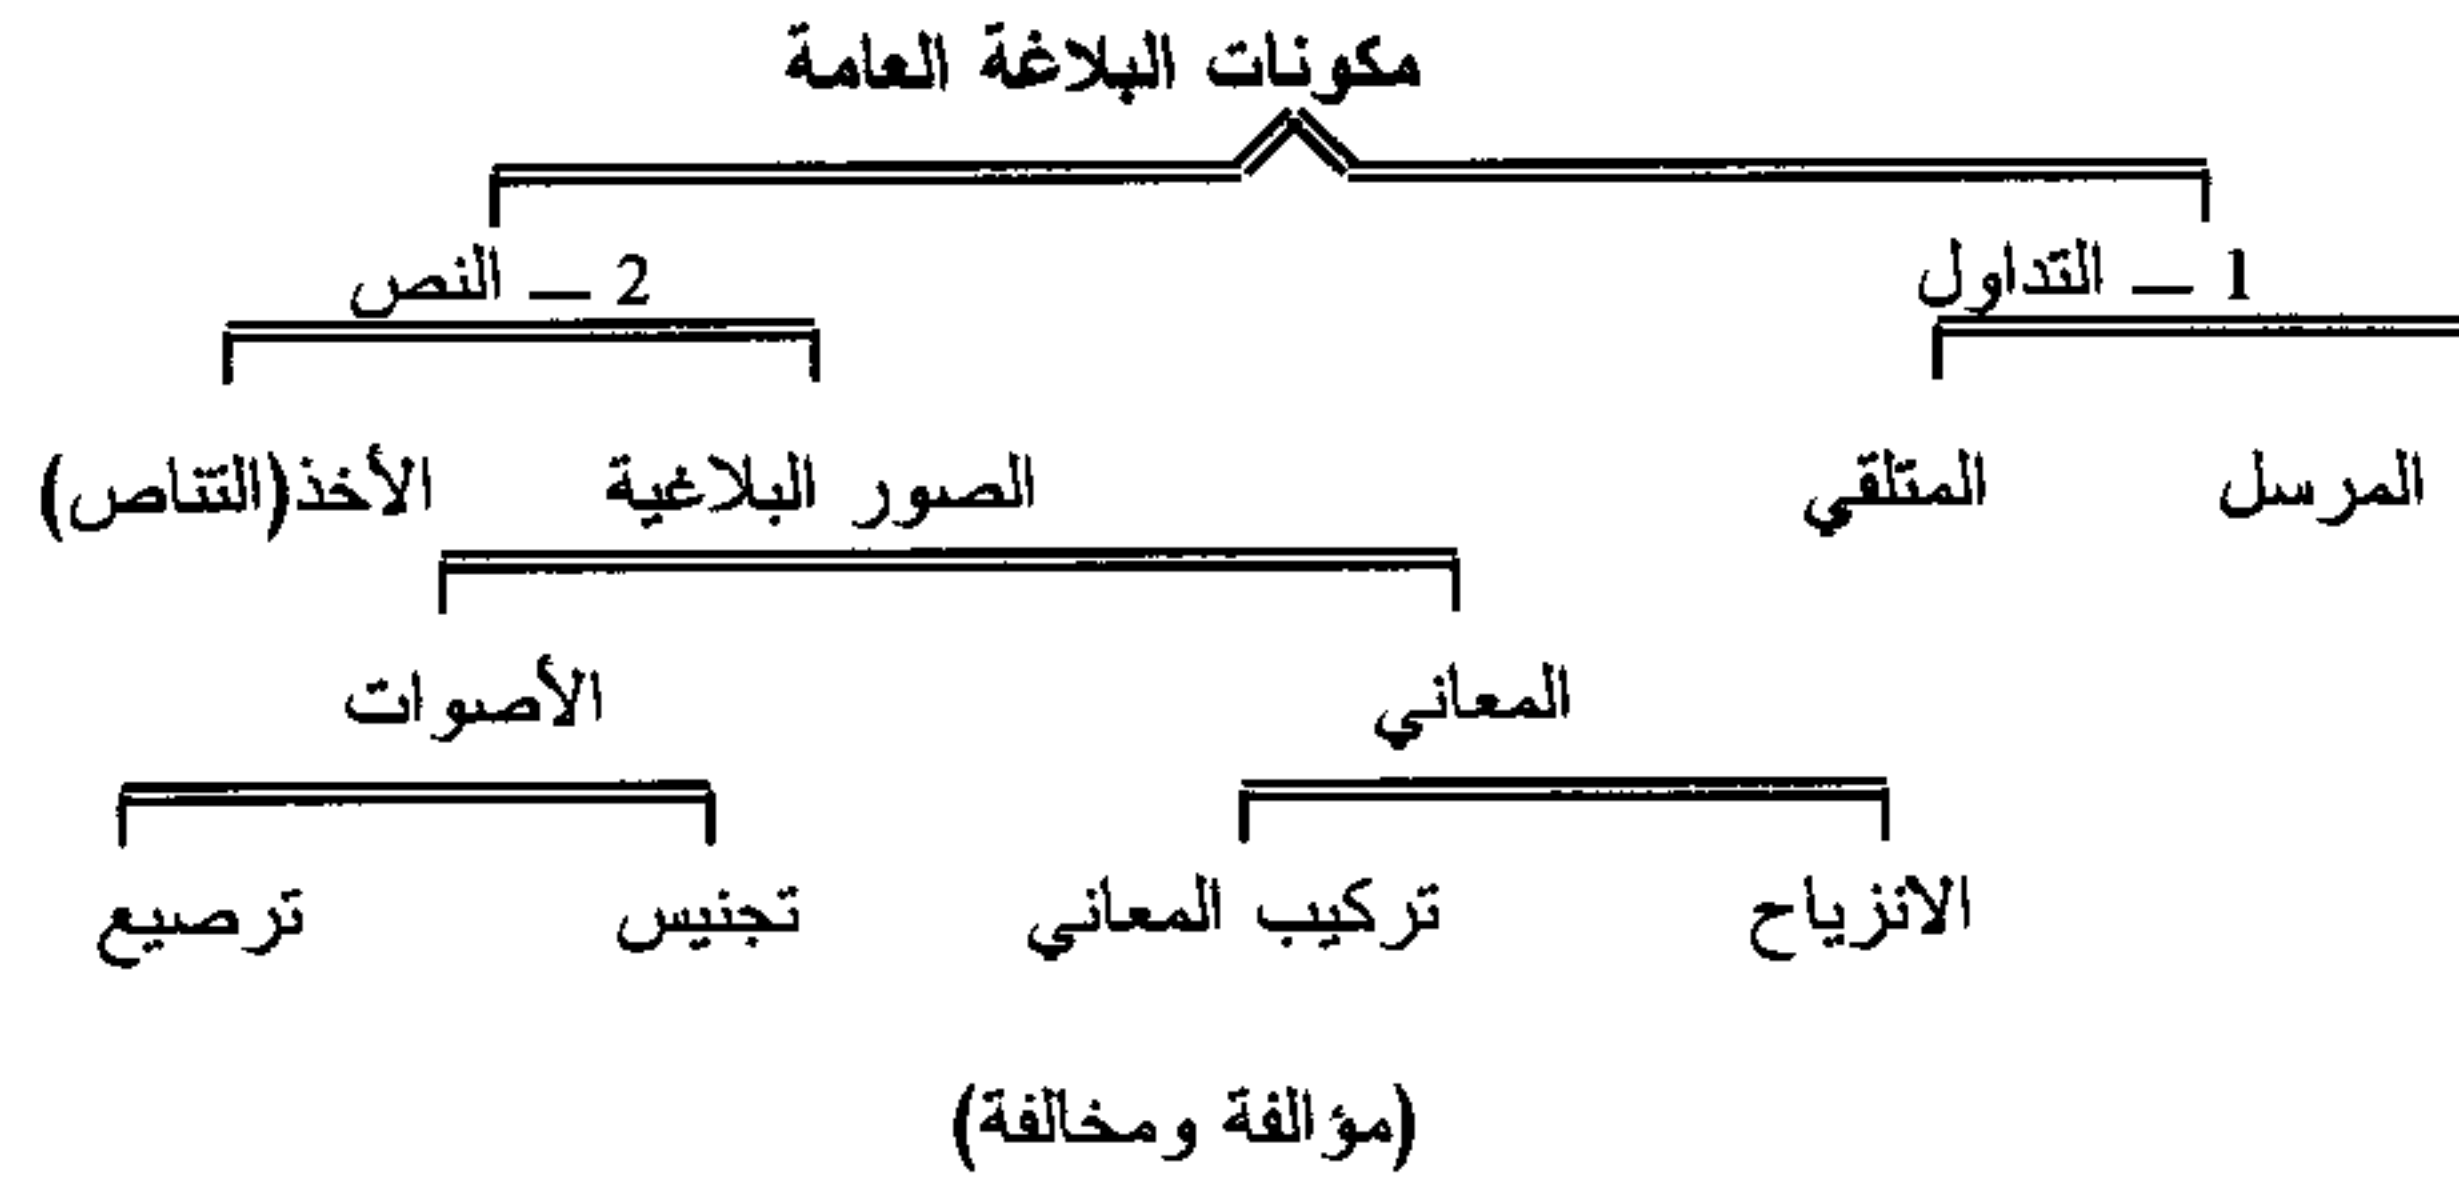 مكونات البلاغة العامة
1 – التداول 2 – النص
المرسل المتلقي الصور البلاغية الأخذ(التناص)
المعاني الأصوات
الانزياح تركيب المعاني تجنيس ترصيع
(مؤالفة ومخالفة)